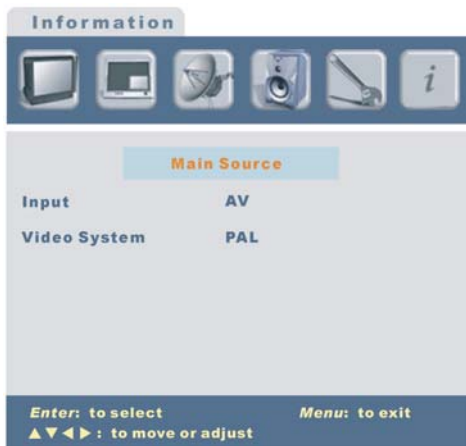 Information
i
Main Source
Input AV
Video System PAL
Enter: to select Menu: to exit
▲▼◀▶: to move or adjust